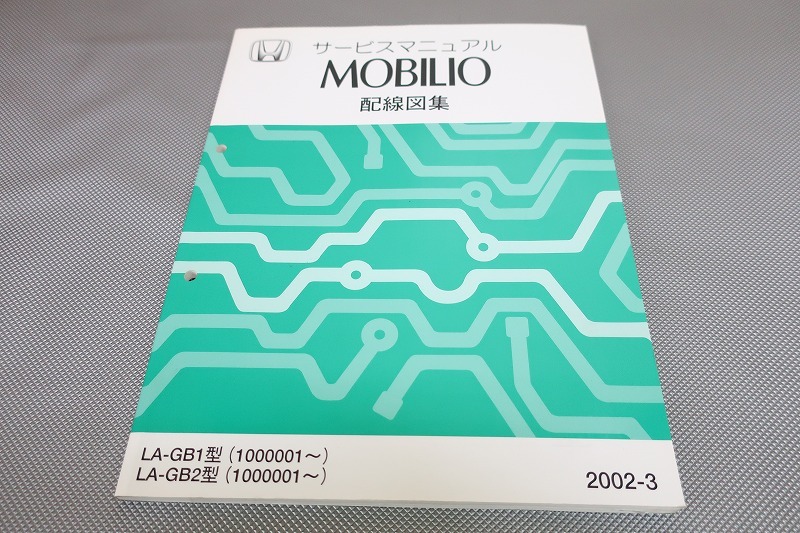 サービスマニュアル
MOBILIO
配線図集
LA-GB1型 (1000001〜)
LA-GB2型 (1000001〜)
2002-3